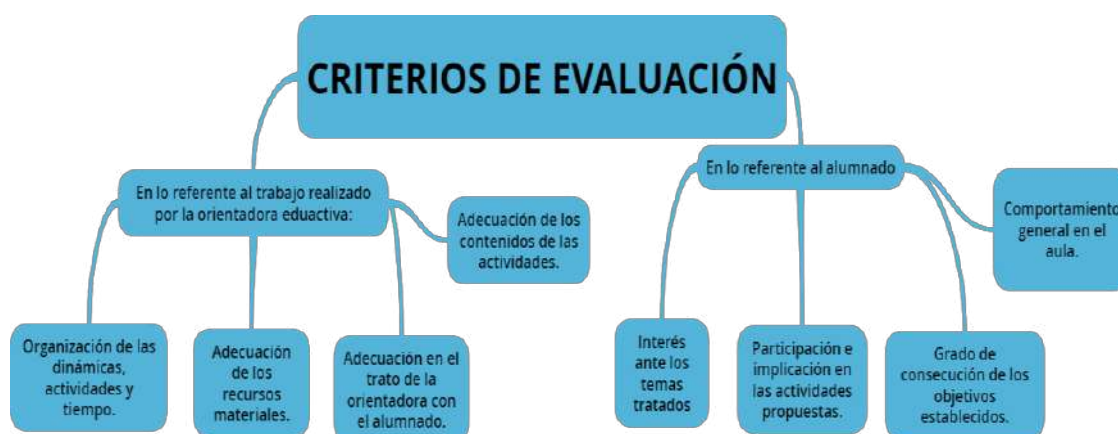 CRITERIOS DE EVALUACIÓN
En lo referente al trabajo realizado
por la orientadora eduactiva:
Adecuación de los
contenidos de las
actividades.
Organización de las
dinámicas,
actividades y
tiempo.
Adecuación
de los
recursos
materiales.
Adecuación en el
trato de la
orientadora con
el alumnado.
En lo referente al alumnado
Comportamiento
general en el
aula.
Interés
ante los
temas
tratados
Participación e
implicación en
las actividades
propuestas.
Grado de
consecución de los
objetivos
establecidos.